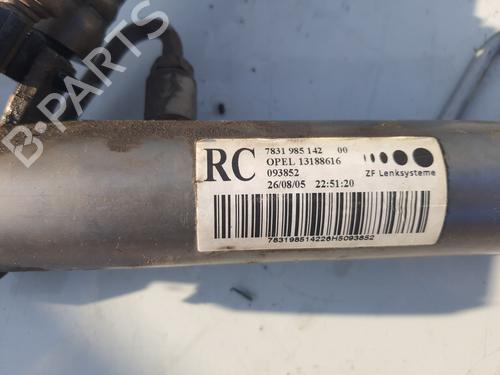 RC
7831 985 142 00
OPEL 13188616
093852
26/08/05 22:51:20
ZF Lenksysteme
783198514226H5093852
B-PARTS